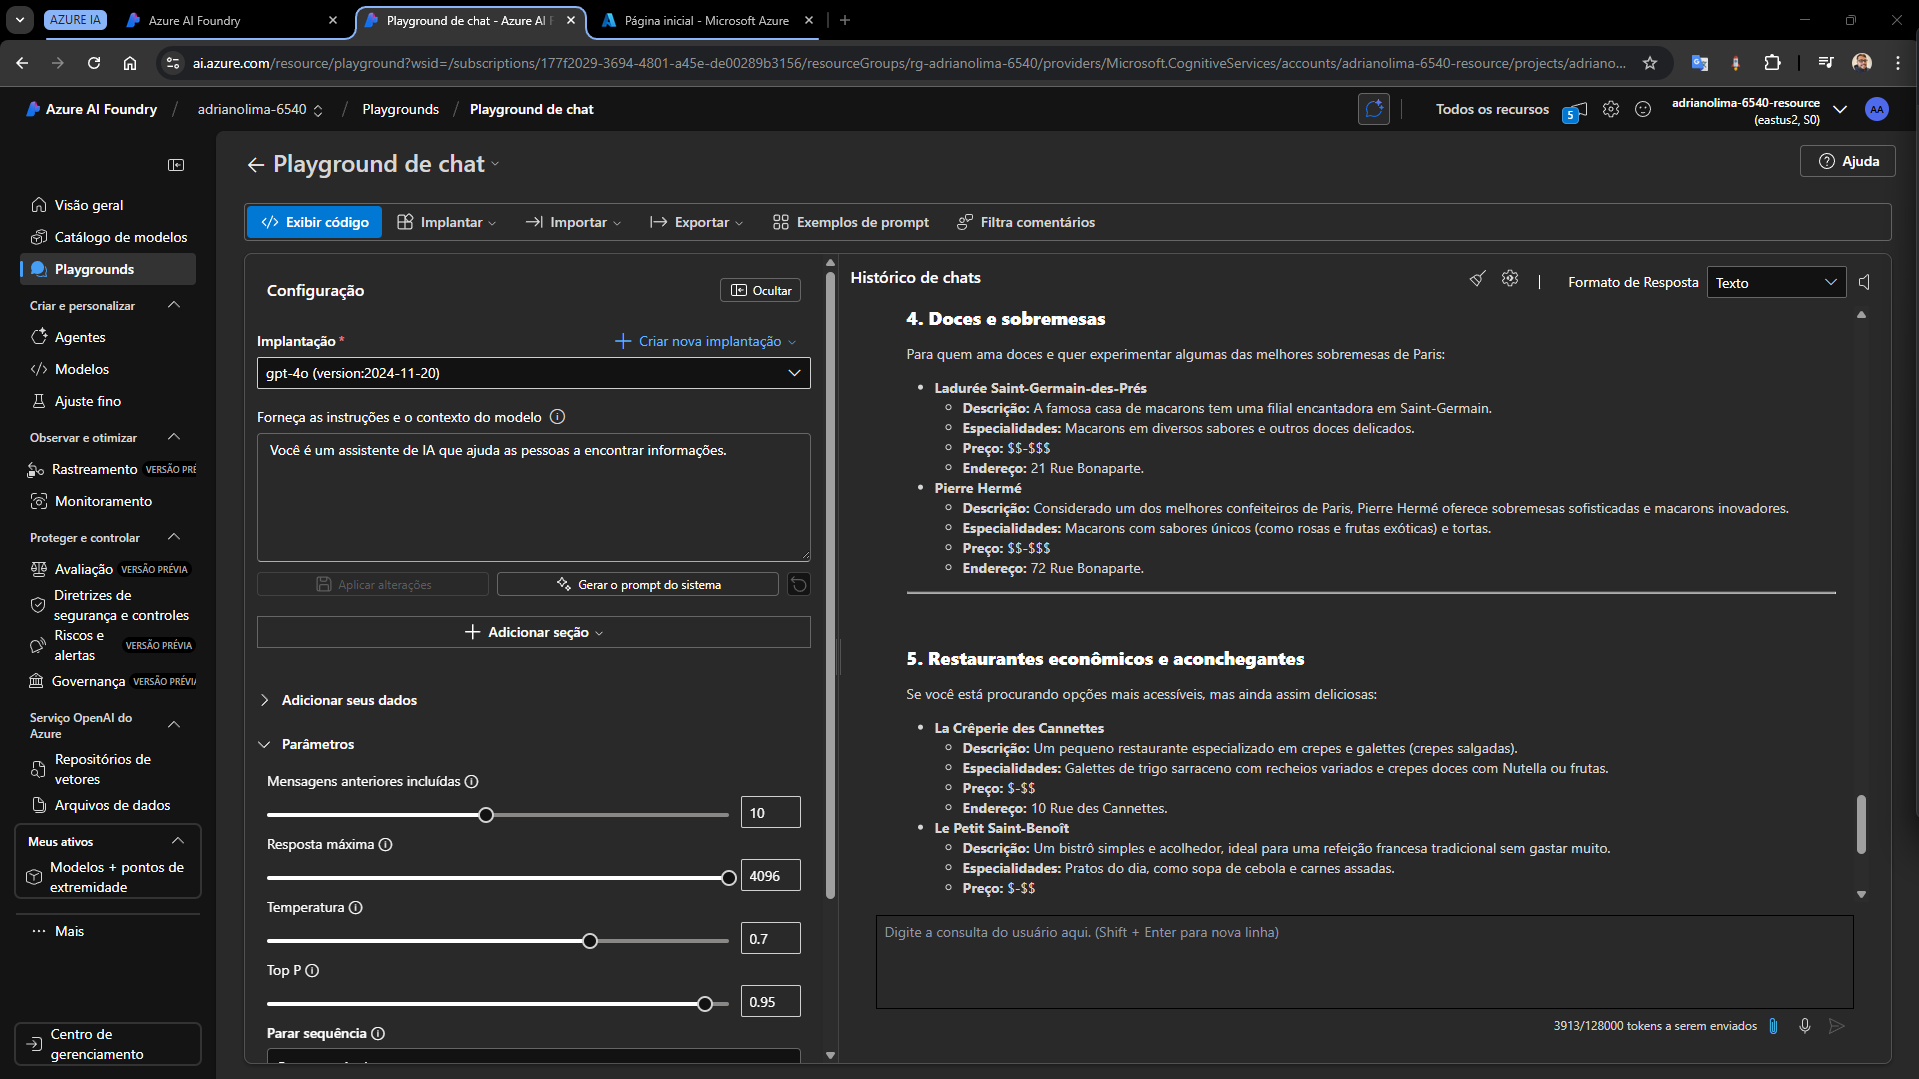 AZURE IA
Azure AI Foundry
Playground de chat - Azure AI F
Página inicial - Microsoft Azure
ai.azure.com/resource/playground?wsid=/subscriptions/177f2029-3694-4801-a45e-de00289b3156/resourceGroups/rg-adrianolima-6540/providers/Microsoft.CognitiveServices/accounts/adrianolima-6540-resource/projects/adriano...
Azure AI Foundry / adrianolima-6540 / Playgrounds / Playground de chat
Todos os recursos
5
adrianolima-6540-resource
(eastus2, S0)
AA
Playground de chat
Ajuda
Visão geral
Catálogo de modelos
Playgrounds
Criar e personalizar
Agentes
Modelos
Ajuste fino
Observar e otimizar
Rastreamento VERSÃO PRÉ
Monitoramento
Proteger e controlar
Avaliação VERSÃO PRÉVIA
Diretrizes de
segurança e controles
Riscos e
alertas VERSÃO PRÉVIA
Governança VERSÃO PRÉVIA
Serviço OpenAI do
Azure
Repositórios de
vetores
Arquivos de dados
Meus ativos
Modelos + pontos de
extremidade
Mais
Centro de
gerenciamento
Exibir código
Implantar
Importar
Exportar
Exemplos de prompt
Filtra comentários
Configuração
Ocultar
Implantação *
Criar nova implantação
gpt-4o (version:2024-11-20)
Forneça as instruções e o contexto do modelo
Você é um assistente de IA que ajuda as pessoas a encontrar informações.
Aplicar alterações
Gerar o prompt do sistema
Adicionar seção
Adicionar seus dados
Parâmetros
Mensagens anteriores incluídas
10
Resposta máxima
4096
Temperatura
0.7
Top P
0.95
Parar sequência
Histórico de chats
Formato de Resposta
Texto
4. Doces e sobremesas
Para quem ama doces e quer experimentar algumas das melhores sobremesas de Paris:
Ladurée Saint-Germain-des-Prés
Descrição: A famosa casa de macarons tem uma filial encantadora em Saint-Germain.
Especialidades: Macarons em diversos sabores e outros doces delicados.
Preço: $$-$$$
Endereço: 21 Rue Bonaparte.
Pierre Hermé
Descrição: Considerado um dos melhores confeiteiros de Paris, Pierre Hermé oferece sobremesas sofisticadas e macarons inovadores.
Especialidades: Macarons com sabores únicos (como rosas e frutas exóticas) e tortas.
Preço: $$-$$$
Endereço: 72 Rue Bonaparte.
5. Restaurantes econômicos e aconchegantes
Se você está procurando opções mais acessíveis, mas ainda assim deliciosas:
La Crêperie des Cannettes
Descrição: Um pequeno restaurante especializado em crepes e galettes (crepes salgadas).
Especialidades: Galettes de trigo sarraceno com recheios variados e crepes doces com Nutella ou frutas.
Preço: $-$$
Endereço: 10 Rue des Cannettes.
Le Petit Saint-Benoît
Descrição: Um bistrô simples e acolhedor, ideal para uma refeição francesa tradicional sem gastar muito.
Especialidades: Pratos do dia, como sopa de cebola e carnes assadas.
Preço: $-$$
Digite a consulta do usuário aqui. (Shift + Enter para nova linha)
3913/128000 tokens a serem enviados